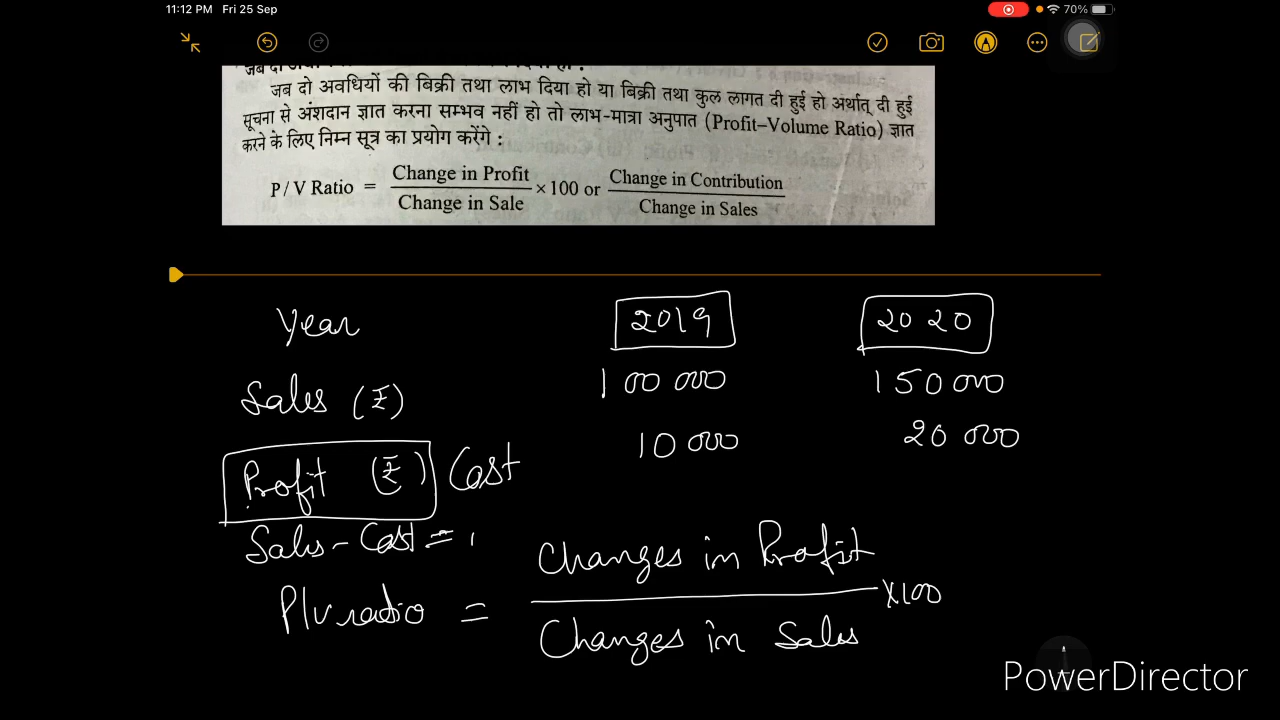 11:12 PM Fri 25 Sep 70%
जब दो अवधियों की बिक्री तथा लाभ दिया हो या बिक्री तथा कुल लागत दी हुई हो अर्थात् दी हुई
सूचना से अंशदान ज्ञात करना सम्भव नहीं हो तो लाभ-मात्रा अनुपात (Profit–Volume Ratio) ज्ञात
करने के लिए निम्न सूत्र का प्रयोग करेंगे :
P / V Ratio = Change in Profit / Change in Sale × 100 or Change in Contribution / Change in Sales
Year 2019 2020
Sales (₹) 100 000 150 000
10 000 20 000
Profit (₹) Cost
Sales - Cost =
P/v ratio = Changes in Profit / Changes in Sales × 100
PowerDirector